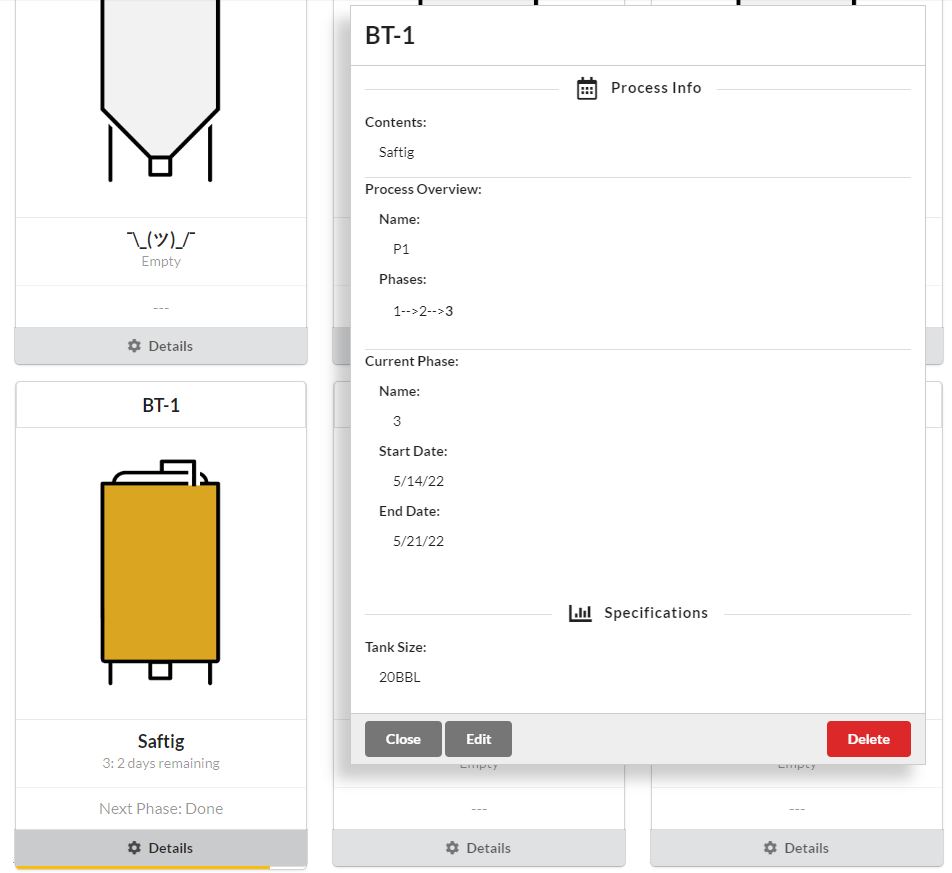 ¯\_(ツ)_/¯
Empty
---
Details
BT-1
Saftig
3: 2 days remaining
Next Phase: Done
Details
BT-1
Process Info
Contents:
Saftig
Process Overview:
Name:
P1
Phases:
1-->2-->3
Current Phase:
Name:
3
Start Date:
5/14/22
End Date:
5/21/22
Specifications
Tank Size:
20BBL
Close
Edit
Delete
Empty
---
Details
Empty
---
Details